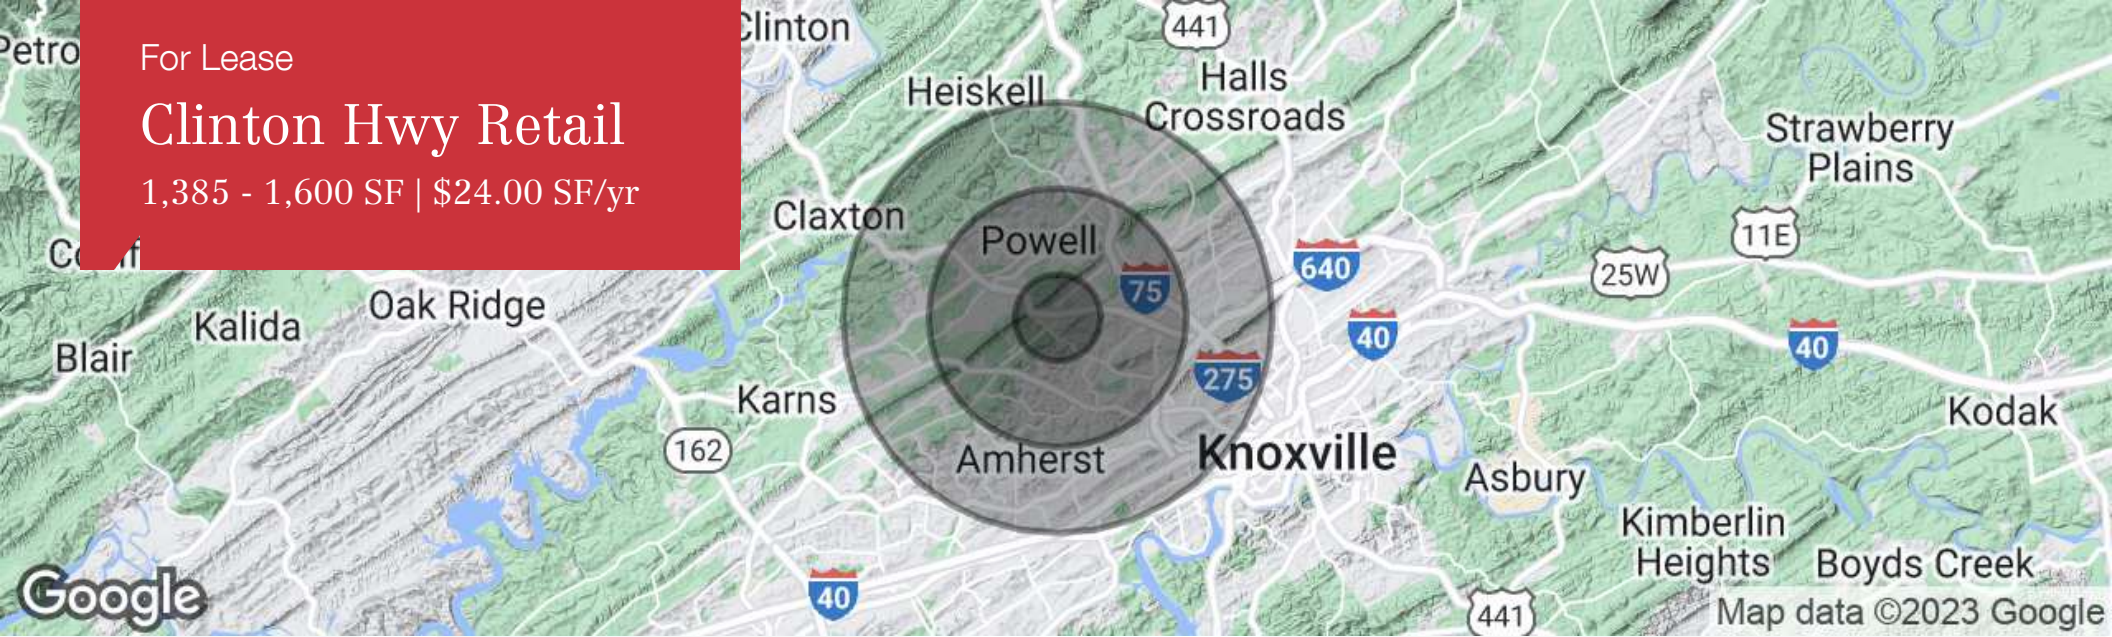 For Lease
Clinton Hwy Retail
1,385 - 1,600 SF | $24.00 SF/yr
Clinton
441
Heiskell
Halls
Crossroads
Strawberry
Plains
Claxton
Powell
11E
640
25W
75
Oak Ridge
Kalida
40
40
Blair
275
Karns
Kodak
162
Amherst
Knoxville
Asbury
Kimberlin
Heights
Boyds Creek
Google
40
441
Map data ©2023 Google